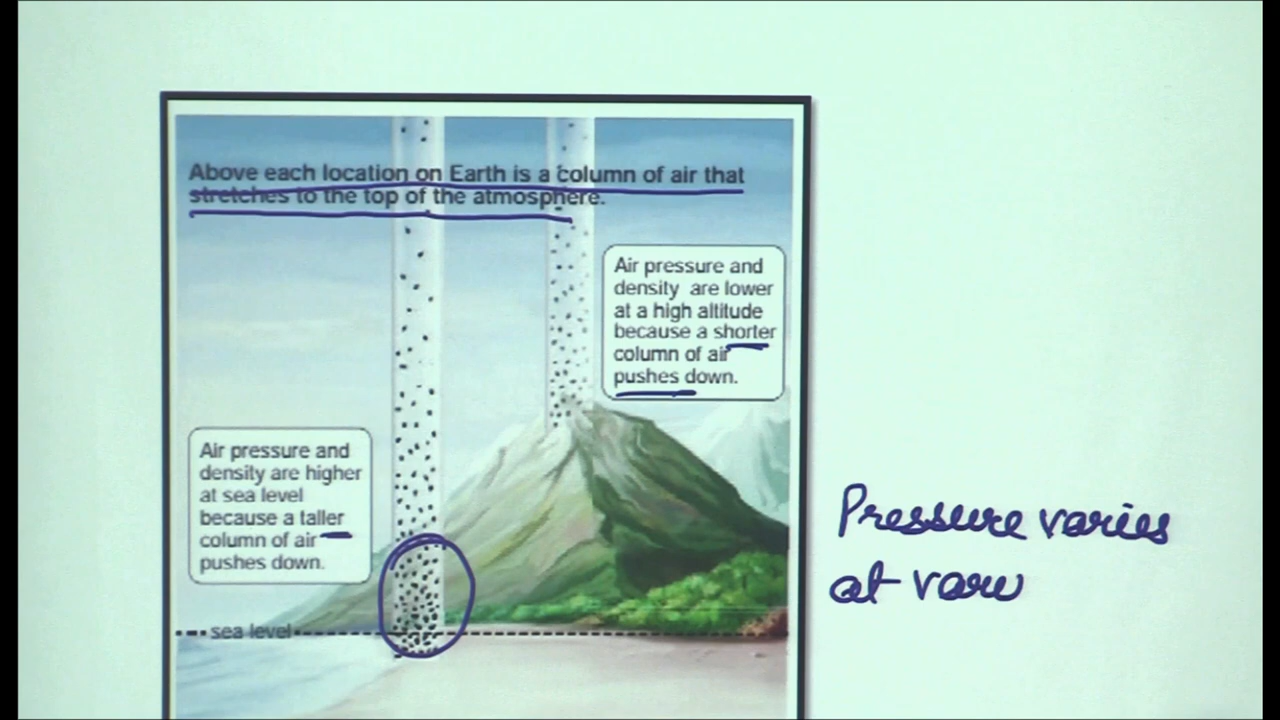 Above each location on Earth is a column of air that
stretches to the top of the atmosphere.
Air pressure and
density are lower
at a high altitude
because a shorter
column of air
pushes down.
Air pressure and
density are higher
at sea level
because a taller
column of air
pushes down.
sea level
Pressure varies
at